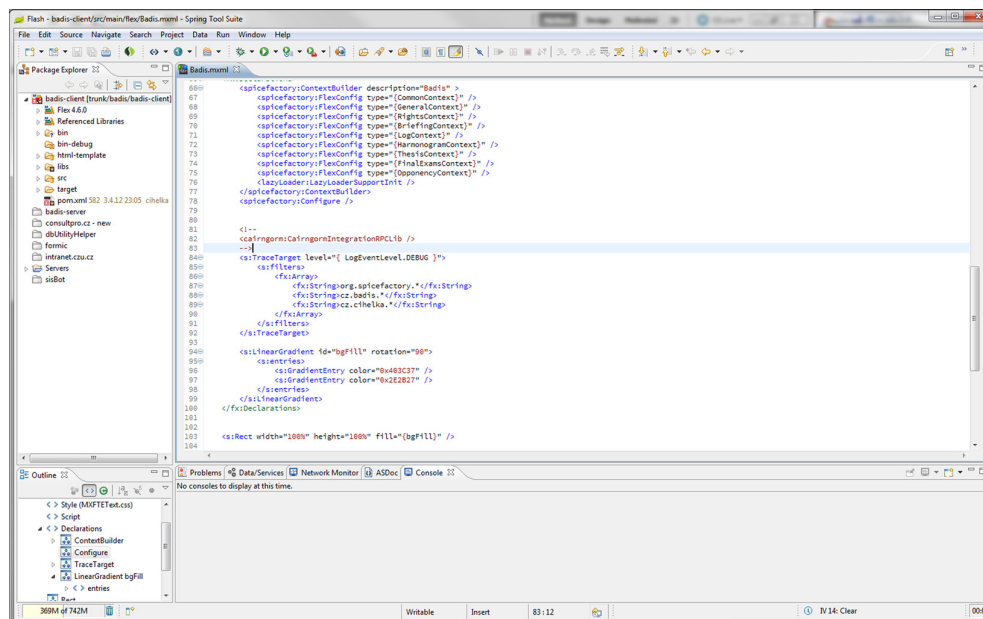 Flash - badis-client/src/main/flex/Badis.mxml - Spring Tool Suite
File Edit Source Navigate Search Project Data Run Window Help
Package Explorer
badis-client [trunk/badis/badis-client]
Flex 4.6.0
Referenced Libraries
bin
bin-debug
html-template
libs
src
target
pom.xml 582 3.4.12 23:05 cihelka
badis-server
consultpro.cz - new
dbUtilityHelper
formic
intranet.czu.cz
Servers
sisBot
Badis.mxml
66 <spicefactory:ContextBuilder description="Badis" >
67 <spicefactory:FlexConfig type="{CommonContext}" />
68 <spicefactory:FlexConfig type="{GeneralContext}" />
69 <spicefactory:FlexConfig type="{RightsContext}" />
70 <spicefactory:FlexConfig type="{BriefingContext}" />
71 <spicefactory:FlexConfig type="{LogContext}" />
72 <spicefactory:FlexConfig type="{HarmonogramContext}" />
73 <spicefactory:FlexConfig type="{ThesisContext}" />
74 <spicefactory:FlexConfig type="{FinalExamsContext}" />
75 <spicefactory:FlexConfig type="{OpponencyContext}" />
76 <lazyLoader:LazyLoaderSupportInit />
77 </spicefactory:ContextBuilder>
78 <spicefactory:Configure />
79
80
81 <!--
82 <cairngorm:CairngormIntegrationRPCLib />
83 -->
84 <s:TraceTarget level="{ LogEventLevel.DEBUG }">
85 <s:filters>
86 <fx:Array>
87 <fx:String>org.spicefactory.*</fx:String>
88 <fx:String>cz.badis.*</fx:String>
89 <fx:String>cz.cihelka.*</fx:String>
90 </fx:Array>
91 </s:filters>
92 </s:TraceTarget>
93
94 <s:LinearGradient id="bgFill" rotation="90">
95 <s:entries>
96 <s:GradientEntry color="0x403C37" />
97 <s:GradientEntry color="0x2E2B27" />
98 </s:entries>
99 </s:LinearGradient>
100 </fx:Declarations>
101
102
103 <s:Rect width="100%" height="100%" fill="{bgFill}" />
104
Outline
Style (MXFTEText.css)
Script
Declarations
ContextBuilder
Configure
TraceTarget
LinearGradient bgFill
entries
Rect
Problems Data/Services Network Monitor ASDoc Console
No consoles to display at this time.
369M of 742M Writable Insert 83:12 IV 14: Clear